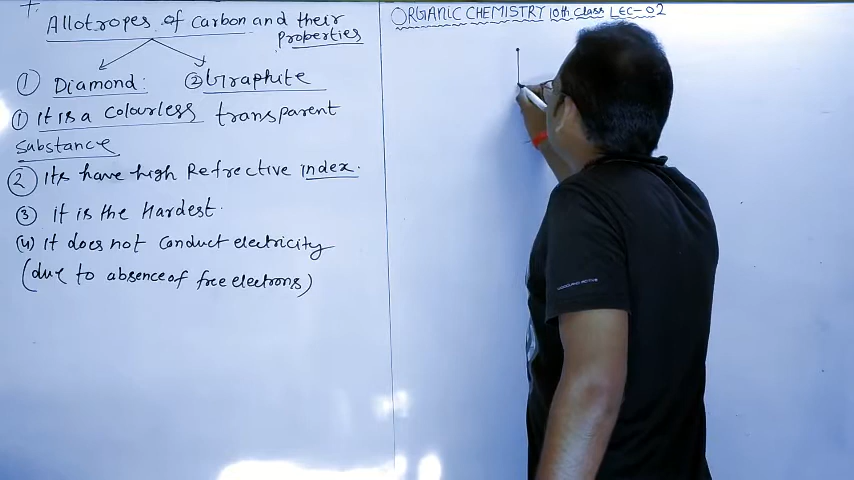 Allotropes of Carbon and their
properties
① Diamond: ② Graphite
① It is a colourless transparent
Substance
② Its have high Refrective index.
③ it is the Hardest.
(4) It does not conduct electricity
(due to absence of free electrons)
ORGANIC CHEMISTRY 10th Class LEC-02